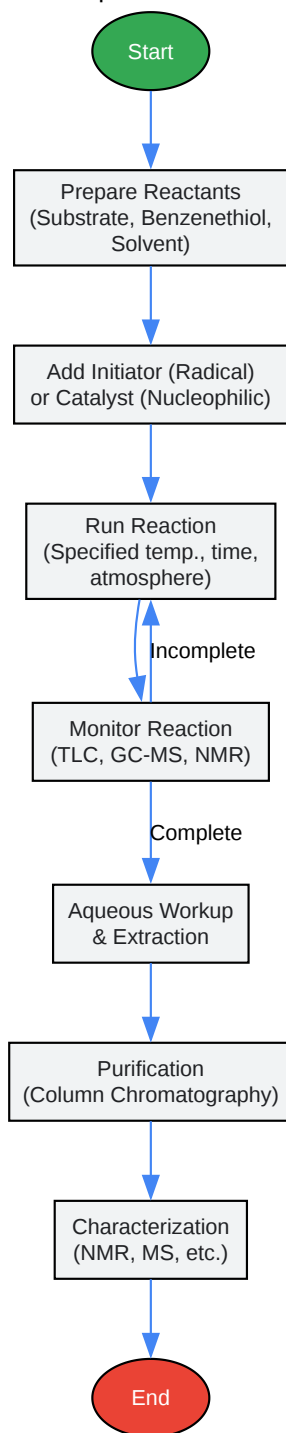 Start
Prepare Reactants
(Substrate, Benzenethiol,
Solvent)
Add Initiator (Radical)
or Catalyst (Nucleophilic)
Run Reaction
(Specified temp., time,
atmosphere)
Incomplete
Monitor Reaction
(TLC, GC-MS, NMR)
Complete
Aqueous Workup
& Extraction
Purification
(Column Chromatography)
Characterization
(NMR, MS, etc.)
End